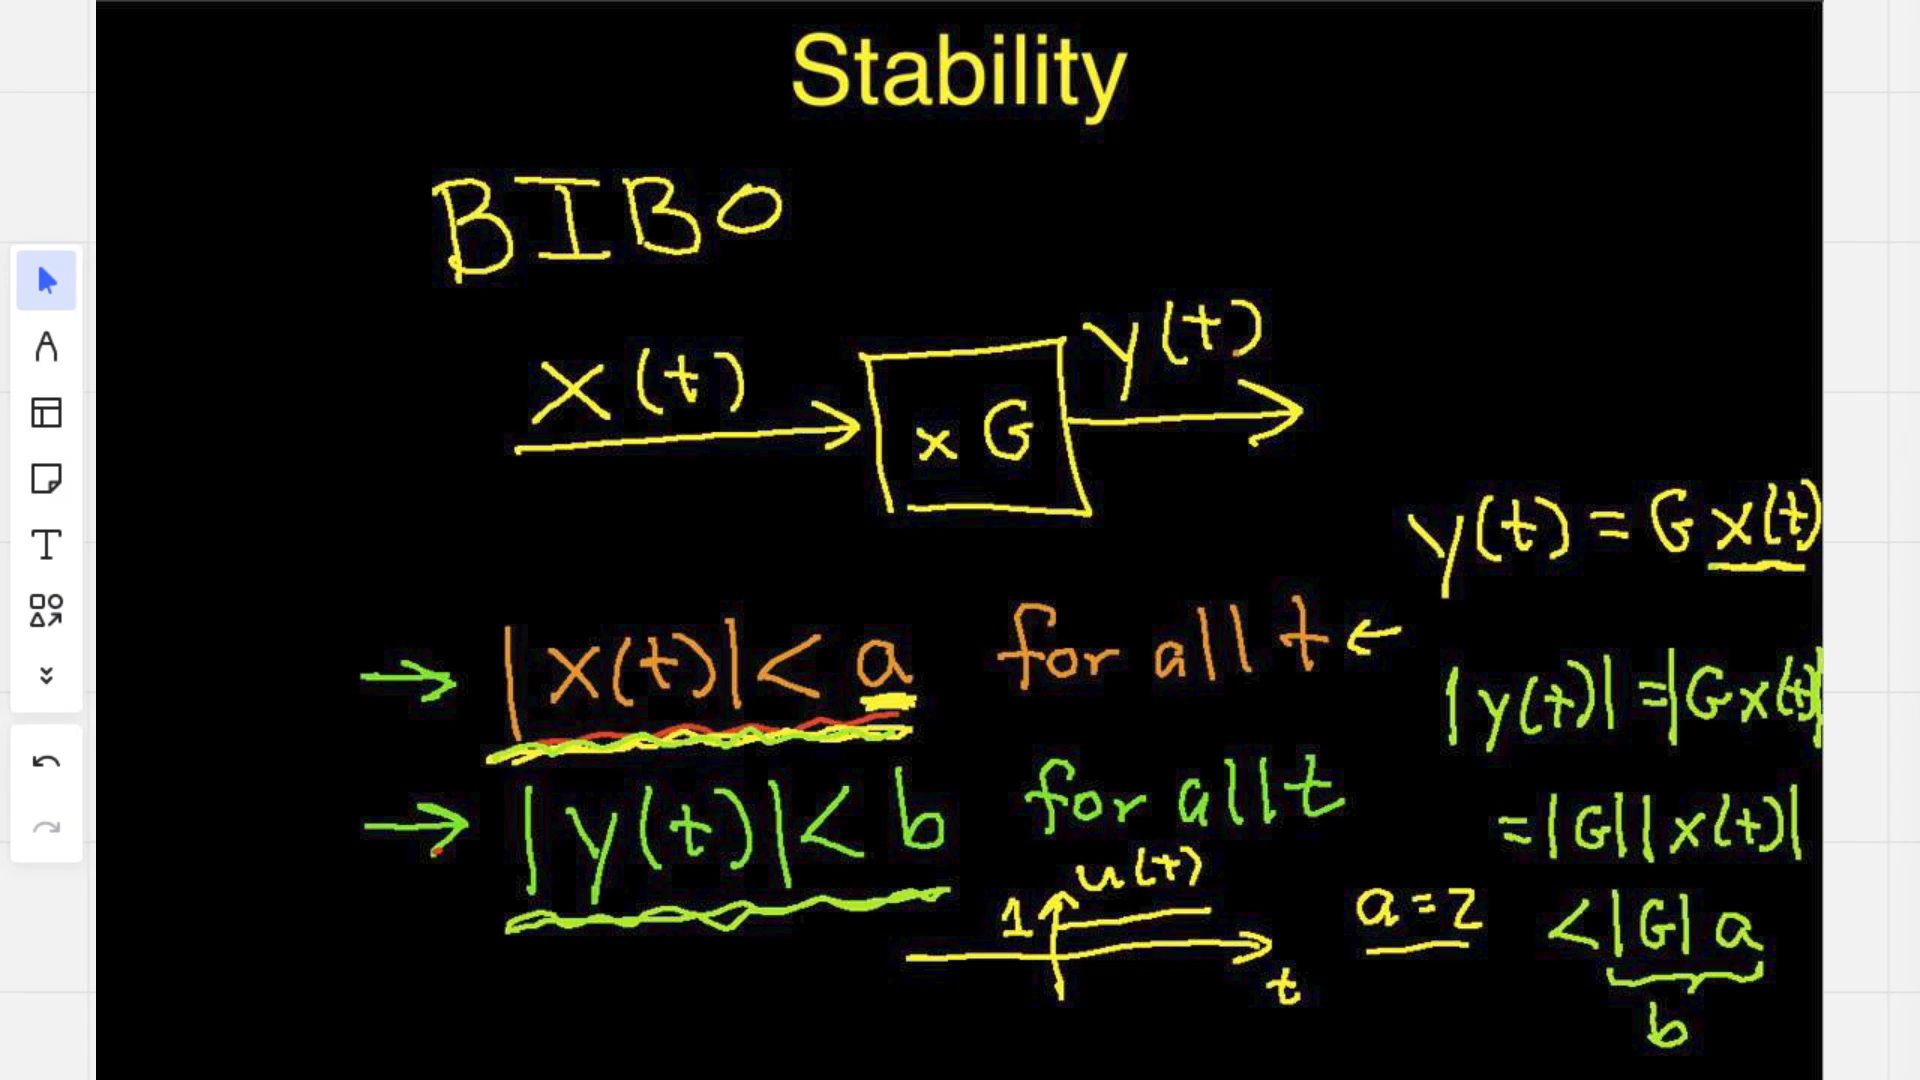 Stability
BIBO
x(t)
x G
y(t)
y(t) = G x(t)
|x(t)| < a for all t
|y(t)| = |G x(t)|
|y(t)| < b for all t
= |G| |x(t)|
u(t)
1
t
a = 2
< |G| a
b
T